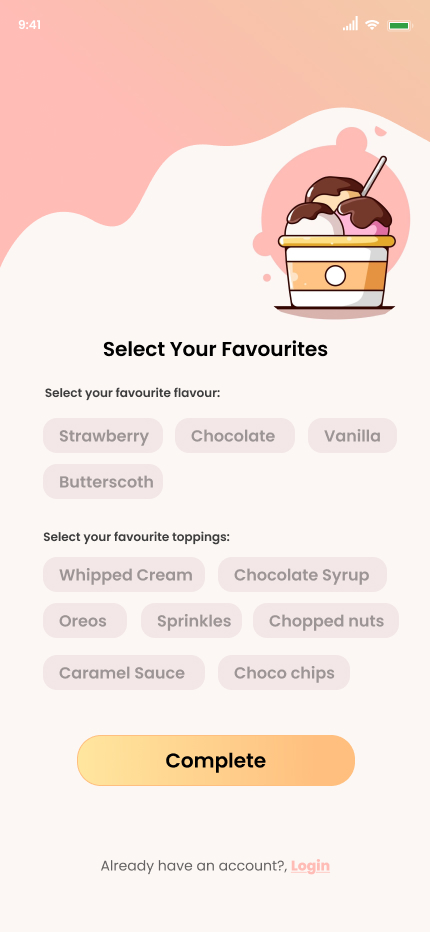 9:41
Select Your Favourites
Select your favourite flavour:
Strawberry Chocolate Vanilla
Butterscoth
Select your favourite toppings:
Whipped Cream Chocolate Syrup
Oreos Sprinkles Chopped nuts
Caramel Sauce Choco chips
Complete
Already have an account?, Login